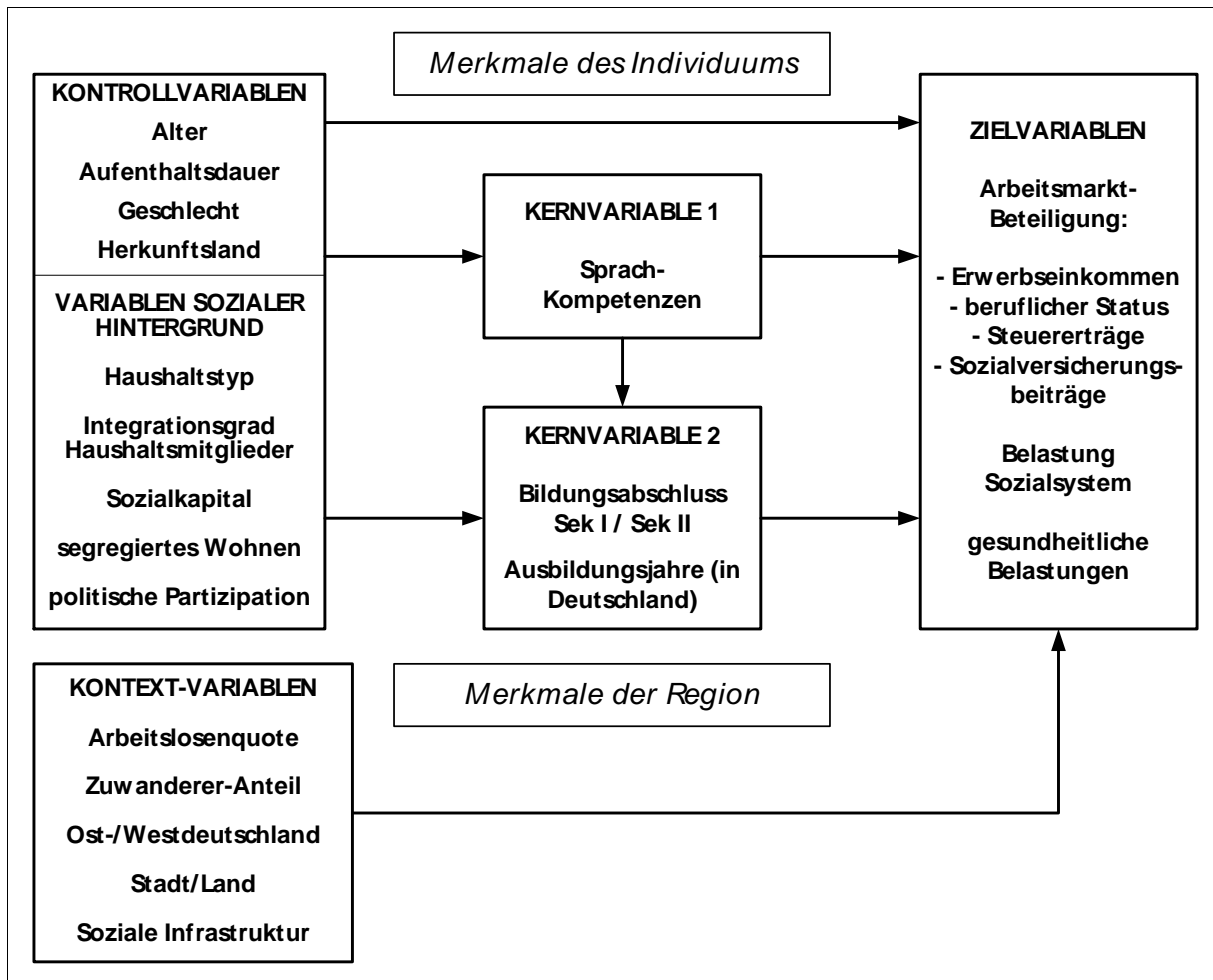 Merkmale des Individuums
KONTROLLVARIABLEN
Alter
Aufenthaltsdauer
Geschlecht
Herkunftsland
VARIABLEN SOZIALER
HINTERGRUND
Haushaltstyp
Integrationsgrad
Haushaltsmitglieder
Sozialkapital
segregiertes Wohnen
politische Partizipation
KERNVARIABLE 1
Sprach-
Kompetenzen
KERNVARIABLE 2
Bildungsabschluss
Sek I / Sek II
Ausbildungsjahre (in
Deutschland)
ZIELVARIABLEN
Arbeitsmarkt-
Beteiligung:
- Erwerbseinkommen
- beruflicher Status
- Steuererträge
- Sozialversicherungs-
beiträge
Belastung
Sozialsystem
gesundheitliche
Belastungen
Merkmale der Region
KONTEXT-VARIABLEN
Arbeitslosenquote
Zuwanderer-Anteil
Ost-/Westdeutschland
Stadt/Land
Soziale Infrastruktur